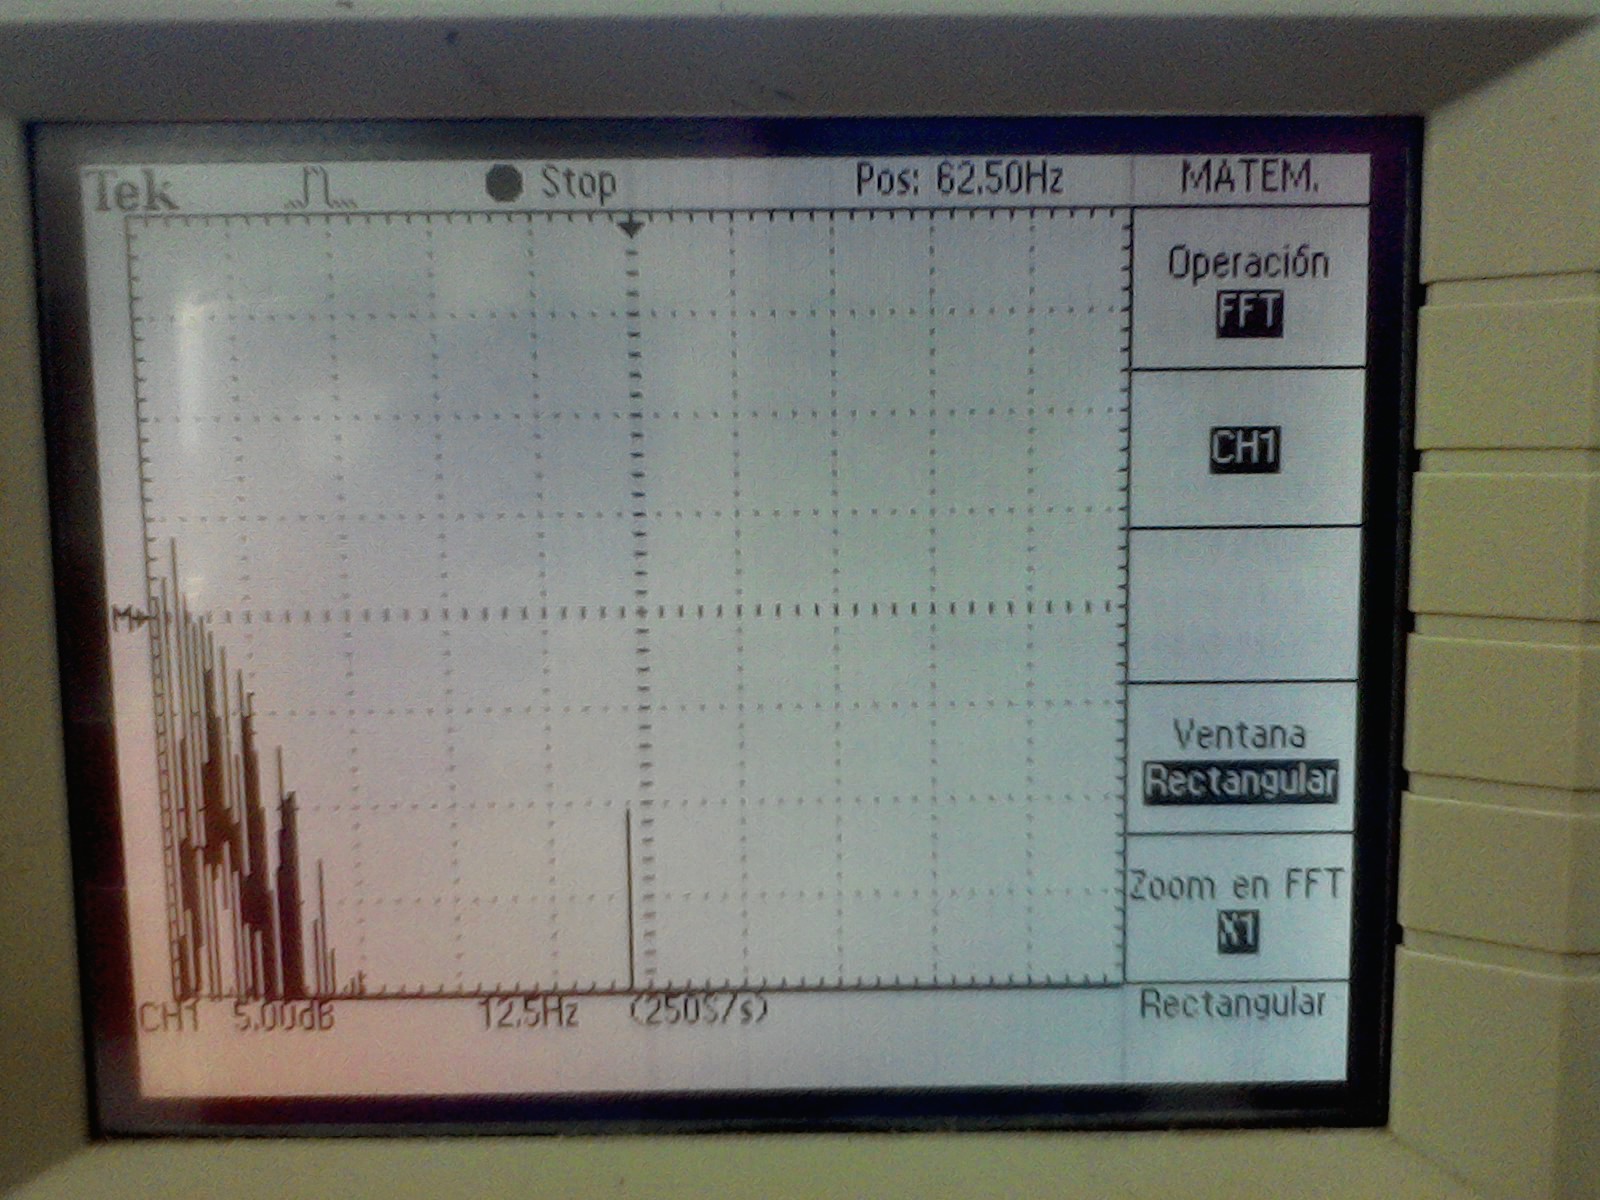 Tek Stop Pos: 62.50Hz MATEM.
Operación
FFT
CH1
Ventana
Rectangular
Zoom en FFT
X1
M
CH1 5.00dB 12.5Hz (250S/s) Rectangular